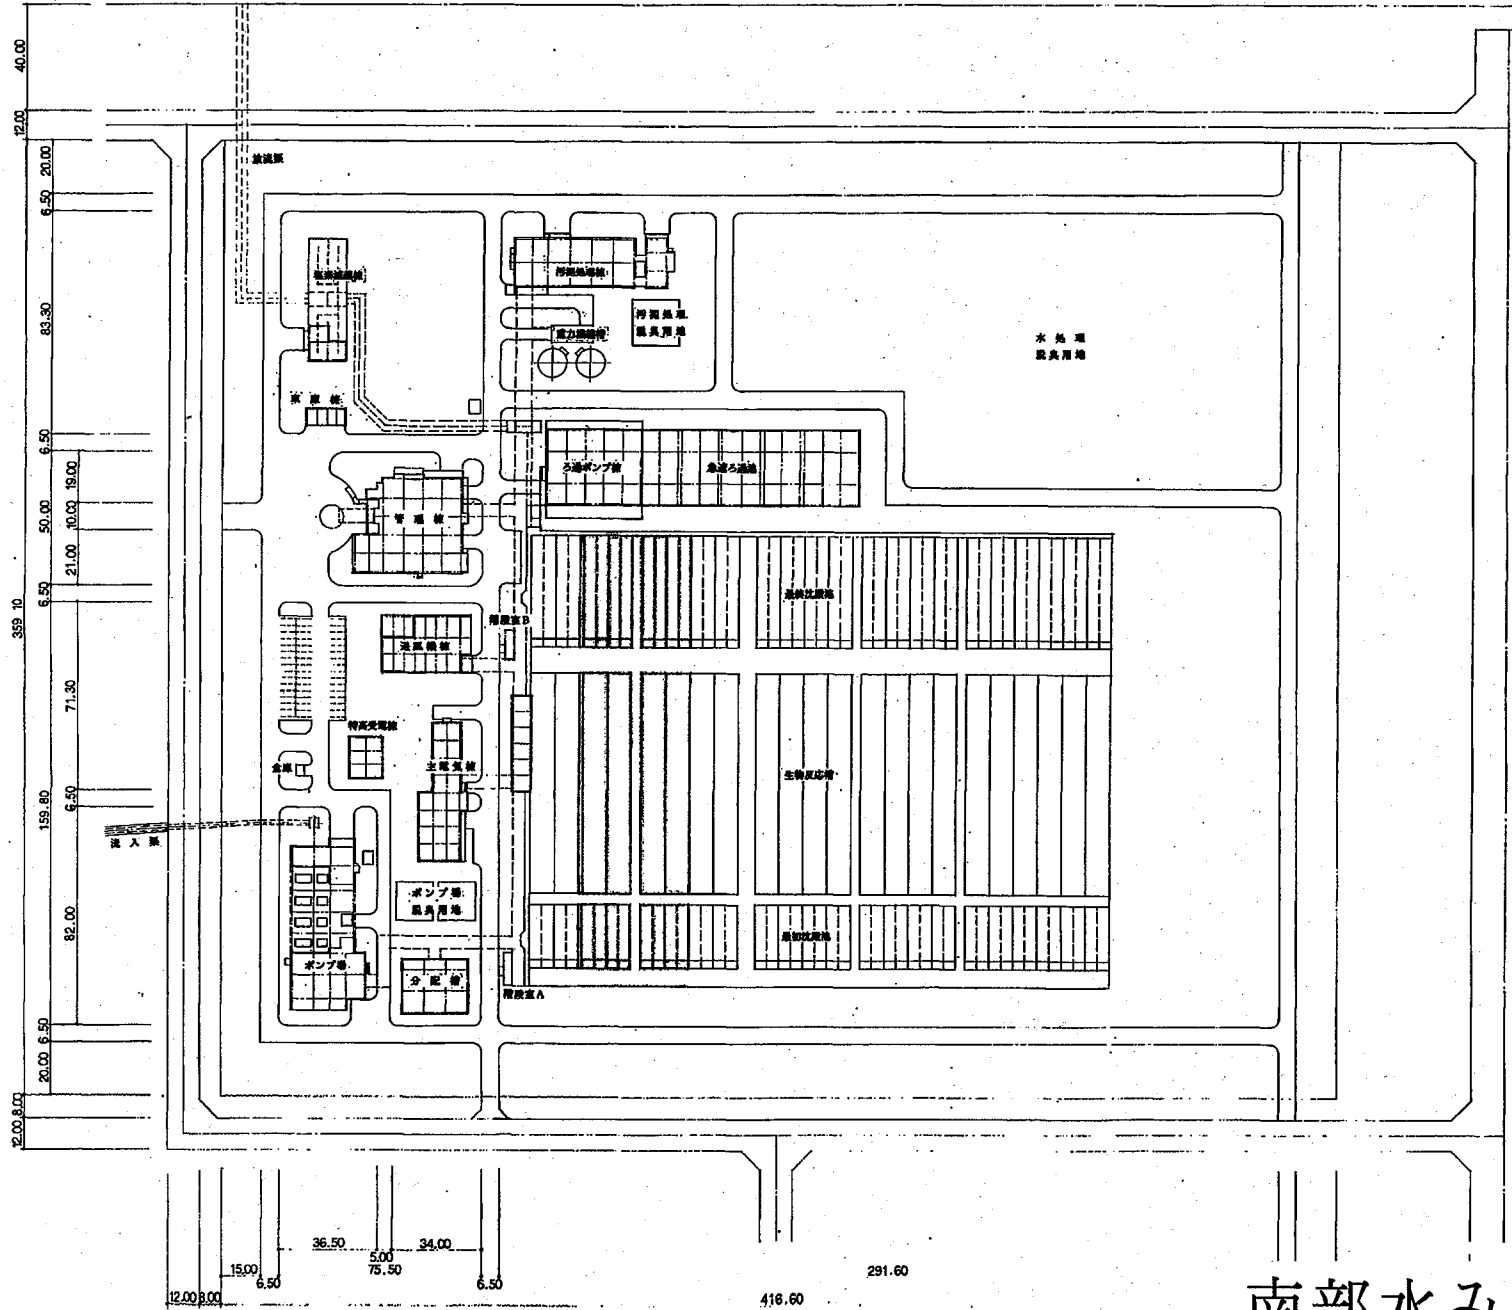 40.00
12.00
20.00
6.50
83.30
6.50
19.00
50.00
10.00
21.00
6.50
359.10
71.30
159.80
6.50
82.00
6.50
20.00
8.00
12.00
放流渠
汚泥処理棟
汚泥処理
脱臭用地
重力濃縮槽
水処理
脱臭用地
車庫棟
ろ過ポンプ棟
急速ろ過池
管理棟
最終沈殿池
階段室B
送風機棟
特高受電棟
主電気棟
倉庫
生物反応槽
流入渠
ポンプ場
脱臭用地
最初沈殿池
ポンプ場
分配槽
階段室A
36.50
5.00
34.00
15.00
6.50
75.50
6.50
291.60
12.00
8.00
416.60
南部水み